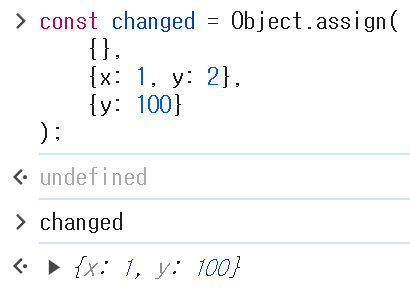 > const changed = Object.assign(
    {},
    {x: 1, y: 2},
    {y: 100}
);
undefined
> changed
▶ {x: 1, y: 100}